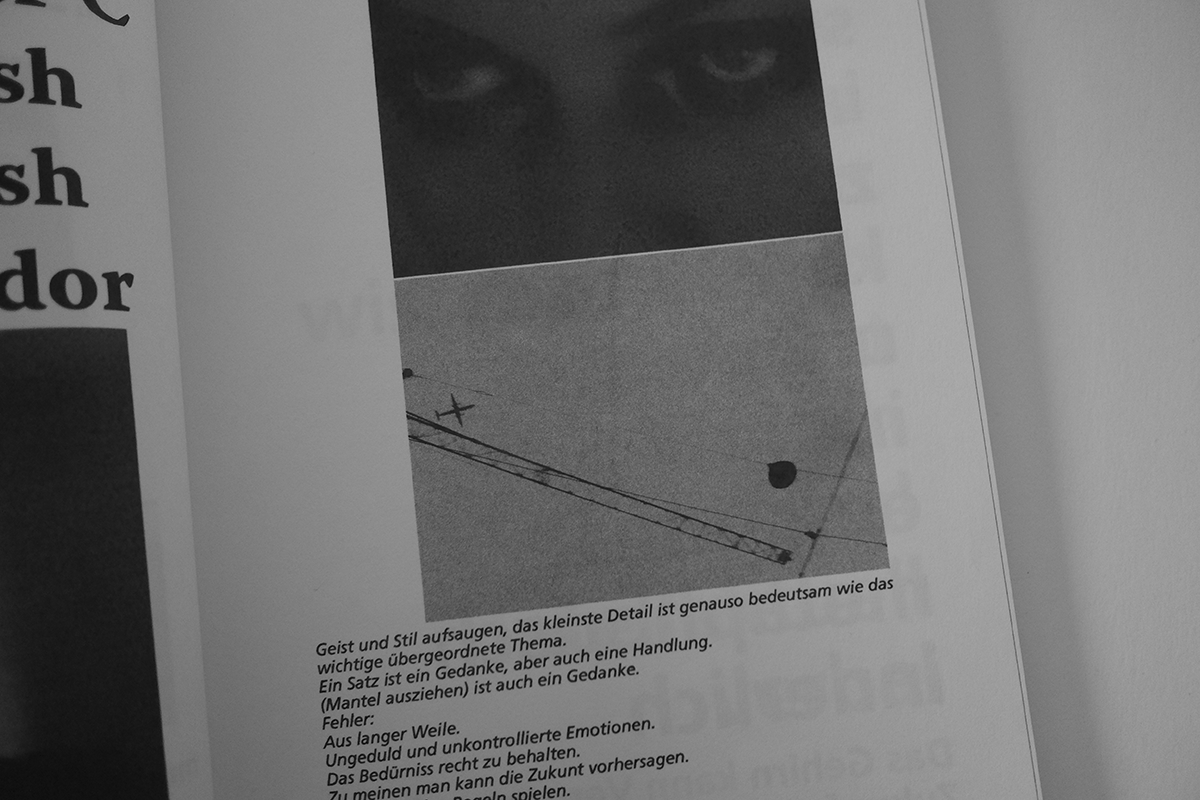 sh
sh
dor
Geist und Stil aufsaugen, das kleinste Detail ist genauso bedeutsam wie das
wichtige übergeordnete Thema.
Ein Satz ist ein Gedanke, aber auch eine Handlung.
(Mantel ausziehen) ist auch ein Gedanke.
Fehler:
Aus langer Weile.
Ungeduld und unkontrollierte Emotionen.
Das Bedürniss recht zu behalten.
Zu meinen man kann die Zukunt vorhersagen.
Regeln spielen.